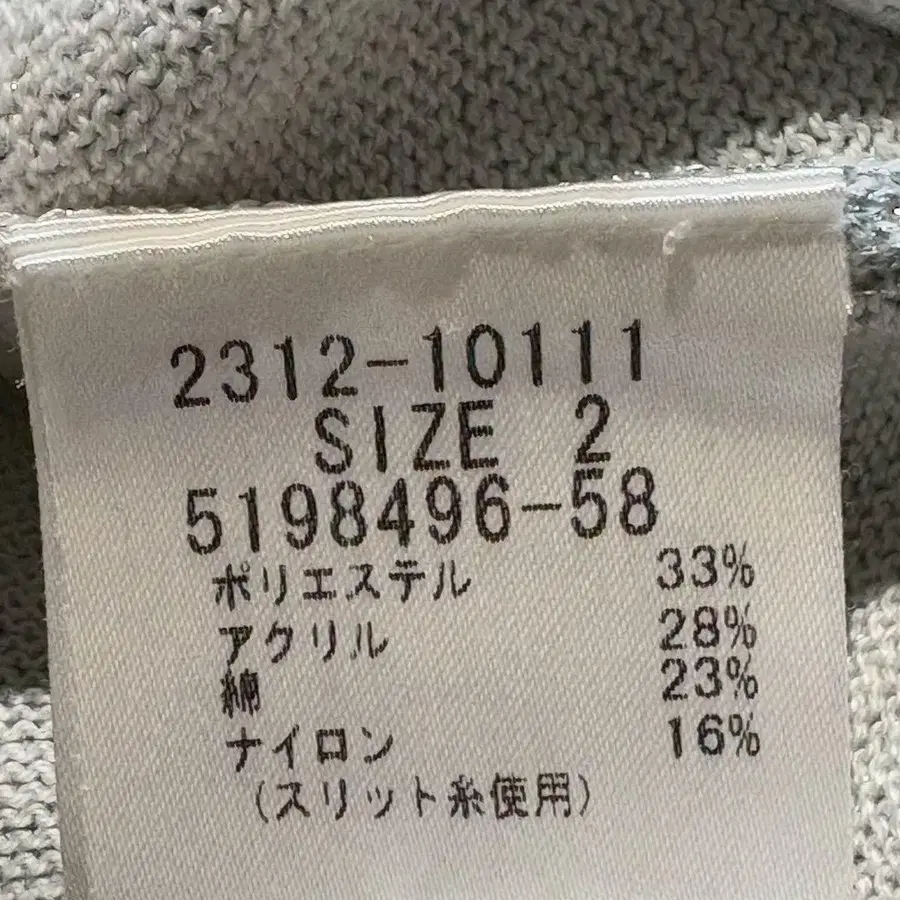 2312-10111
SIZE 2
5198496-58
ポリエステル 33%
アクリル 28%
綿 23%
ナイロン 16%
(スリット糸使用)